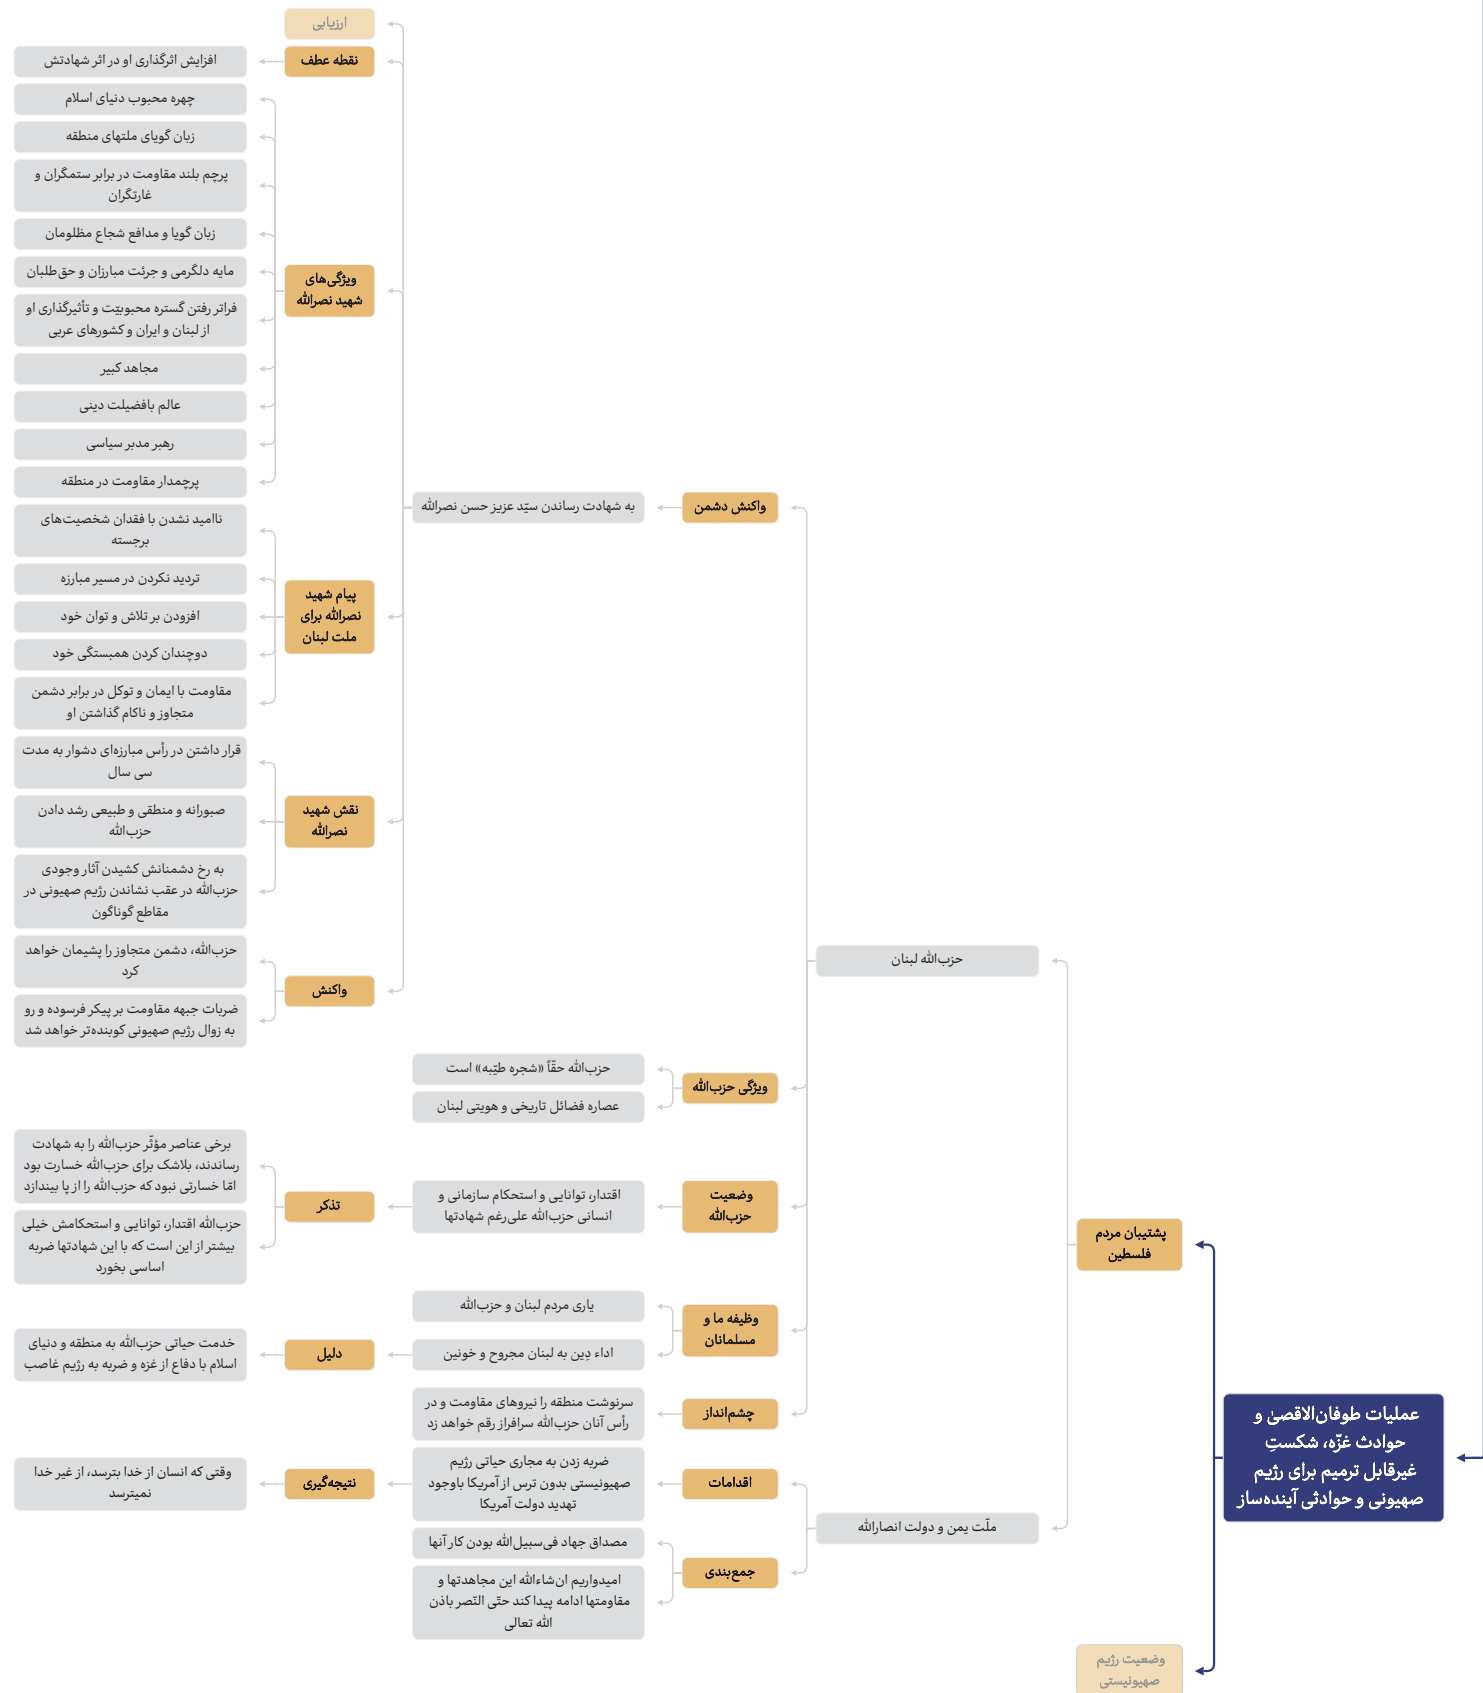 عملیات طوفان‌الاقصیٰ و
حوادث غزّه، شکستِ
غیرقابل ترمیم برای رژیم
صهیونی و حوادثی آینده‌ساز
پشتیبان مردم
فلسطین
حزب‌الله لبنان
واکنش دشمن
به شهادت رساندن سیّد عزیز حسن نصرالله
ارزیابی
نقطه عطف
افزایش اثرگذاری او در اثر شهادتش
ویژگی‌های
شهید نصرالله
چهره محبوب دنیای اسلام
زبان گویای ملتهای منطقه
پرچم بلند مقاومت در برابر ستمگران و
غارتگران
زبان گویا و مدافع شجاع مظلومان
مایه دلگرمی و جرئت مبارزان و حق‌طلبان
فراتر رفتن گستره محبوبیّت و تأثیرگذاری او
از لبنان و ایران و کشورهای عربی
مجاهد کبیر
عالم بافضیلت دینی
رهبر مدبر سیاسی
پرچمدار مقاومت در منطقه
پیام شهید
نصرالله برای
ملت لبنان
ناامید نشدن با فقدان شخصیت‌های
برجسته
تردید نکردن در مسیر مبارزه
افزودن بر تلاش و توان خود
دوچندان کردن همبستگی خود
مقاومت با ایمان و توکل در برابر دشمن
متجاوز و ناکام گذاشتن او
نقش شهید
نصرالله
قرار داشتن در رأس مبارزه‌ای دشوار به مدت
سی سال
صبورانه و منطقی و طبیعی رشد دادن
حزب‌الله
به رخ دشمنانش کشیدن آثار وجودی
حزب‌الله در عقب نشاندن رژیم صهیونی در
مقاطع گوناگون
واکنش
حزب‌الله، دشمن متجاوز را پشیمان خواهد
کرد
ضربات جبهه مقاومت بر پیکر فرسوده و رو
به زوال رژیم صهیونی کوبنده‌تر خواهد شد
ویژگی حزب‌الله
حزب‌الله حقّاً «شجره طیّبه» است
عصاره فضائل تاریخی و هویتی لبنان
وضعیت
حزب‌الله
اقتدار، توانایی و استحکام سازمانی و
انسانی حزب‌الله علی‌رغم شهادتها
تذکر
برخی عناصر مؤثّر حزب‌الله را به شهادت
رساندند، بلاشک برای حزب‌الله خسارت بود
امّا خسارتی نبود که حزب‌الله را از پا بیندازد
حزب‌الله اقتدار، توانایی و استحکامش خیلی
بیشتر از این است که با این شهادتها ضربه
اساسی بخورد
وظیفه ما و
مسلمانان
یاری مردم لبنان و حزب‌الله
اداء دِین به لبنان مجروح و خونین
دلیل
خدمت حیاتی حزب‌الله به منطقه و دنیای
اسلام با دفاع از غزه و ضربه به رژیم غاصب
چشم‌انداز
سرنوشت منطقه را نیروهای مقاومت و در
رأس آنان حزب‌الله سرافراز رقم خواهد زد
ملّت یمن و دولت انصارالله
اقدامات
ضربه زدن به مجاری حیاتی رژیم
صهیونیستی بدون ترس از آمریکا باوجود
تهدید دولت آمریکا
نتیجه‌گیری
وقتی که انسان از خدا بترسد، از غیر خدا
نمیترسد
جمع‌بندی
مصداق جهاد فی‌سبیل‌الله بودن کار آنها
امیدواریم ان‌شاءالله این مجاهدتها و
مقاومتها ادامه پیدا کند حتّی النّصر باذن
الله تعالی
وضعیت رژیم
صهیونیستی